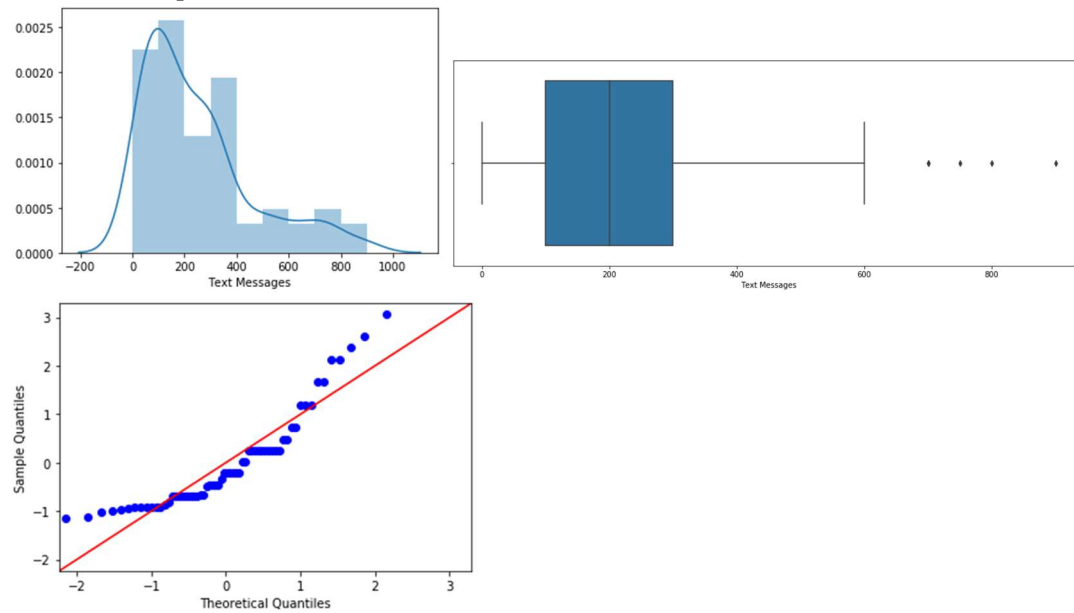 0.0025
0.0020
0.0015
0.0010
0.0005
0.0000
−200 0 200 400 600 800 1000
Text Messages
0 200 400 600 800
Text Messages
Sample Quantiles
3
2
1
0
−1
−2
−2 −1 0 1 2 3
Theoretical Quantiles